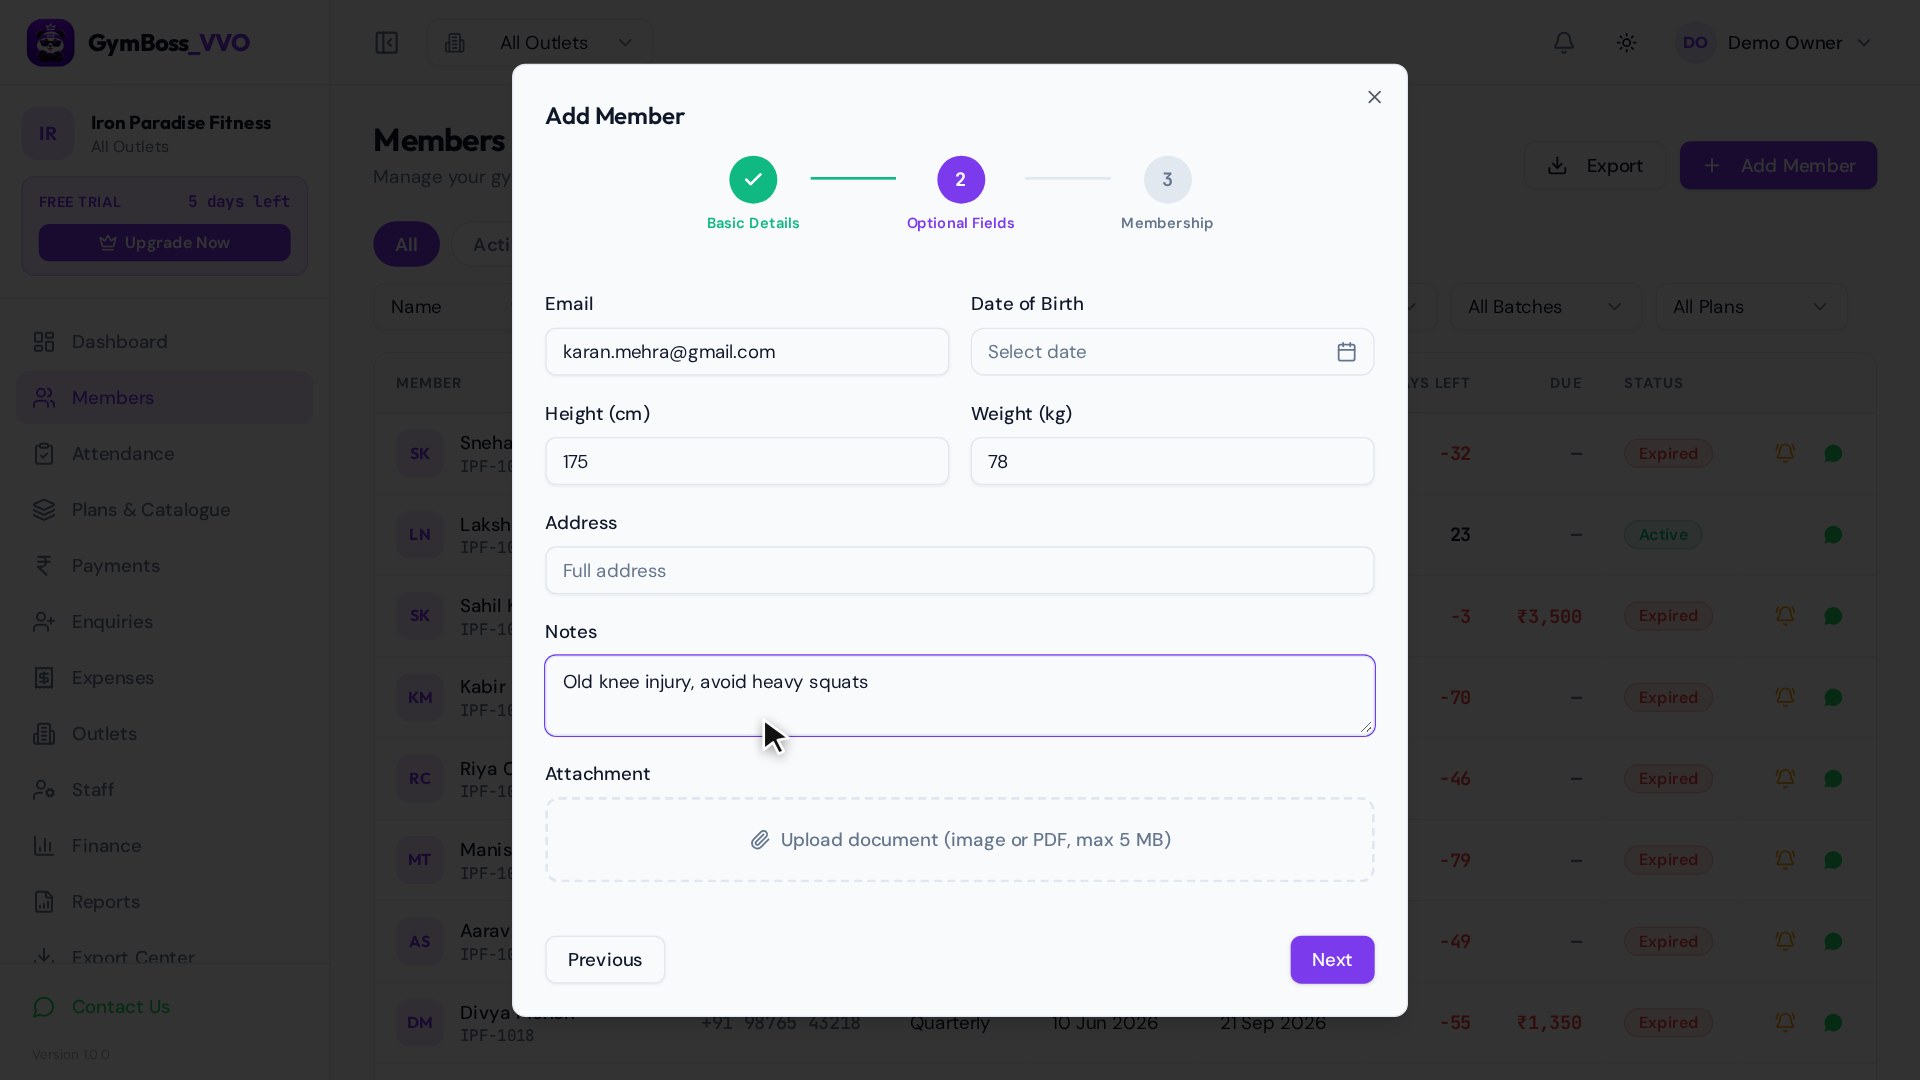 GymBoss_VVO
All Outlets
DO
Demo Owner
IR
Iron Paradise Fitness
All Outlets
FREE TRIAL
5 days left
Upgrade Now
Dashboard
Members
Attendance
Plans & Catalogue
Payments
Enquiries
Expenses
Outlets
Staff
Finance
Reports
Export Center
Contact Us
Version 1.0.0
Members
Manage your
Export
Add Member
All
Name
All Batches
All Plans
MEMBER
LEFT
DUE
STATUS
SK
Sneha
-32
—
Expired
LN
23
—
Active
SK
Sahil
-3
₹3,500
Expired
KM
Kabir
-70
—
Expired
RC
Riya
-46
—
Expired
MT
-79
—
Expired
AS
-49
—
Expired
DM
Divya
IPF-1018
+91 98765 43218
Quarterly
10 Jun 2026
21 Sep 2026
-55
₹1,350
Expired
Add Member
2
3
Basic Details
Optional Fields
Membership
Email
Date of Birth
karan.mehra@gmail.com
Select date
Height (cm)
Weight (kg)
175
78
Address
Full address
Notes
Old knee injury, avoid heavy squats
Attachment
Upload document (image or PDF, max 5 MB)
Previous
Next